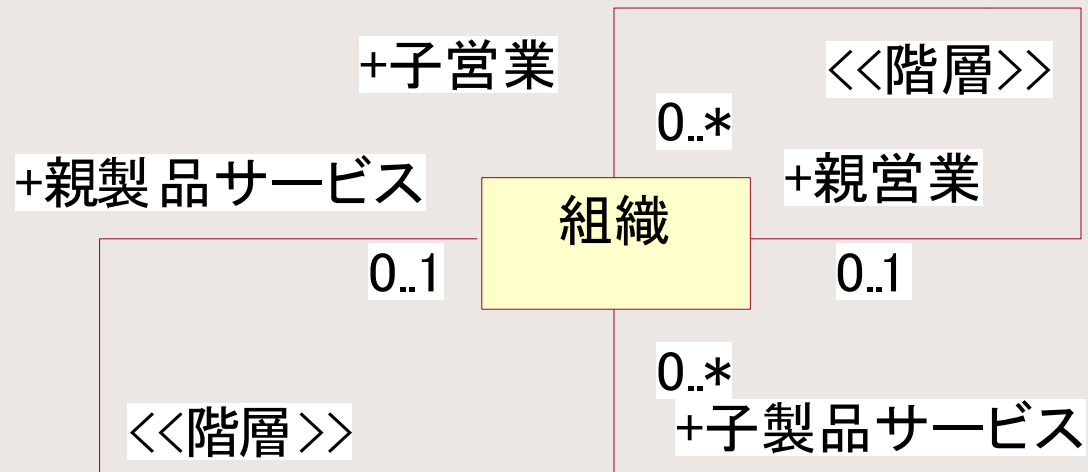 +子営業
<<階層>>
0..*
+親製品サービス
+親営業
組織
0..1
0..1
0..*
<<階層>>
+子製品サービス